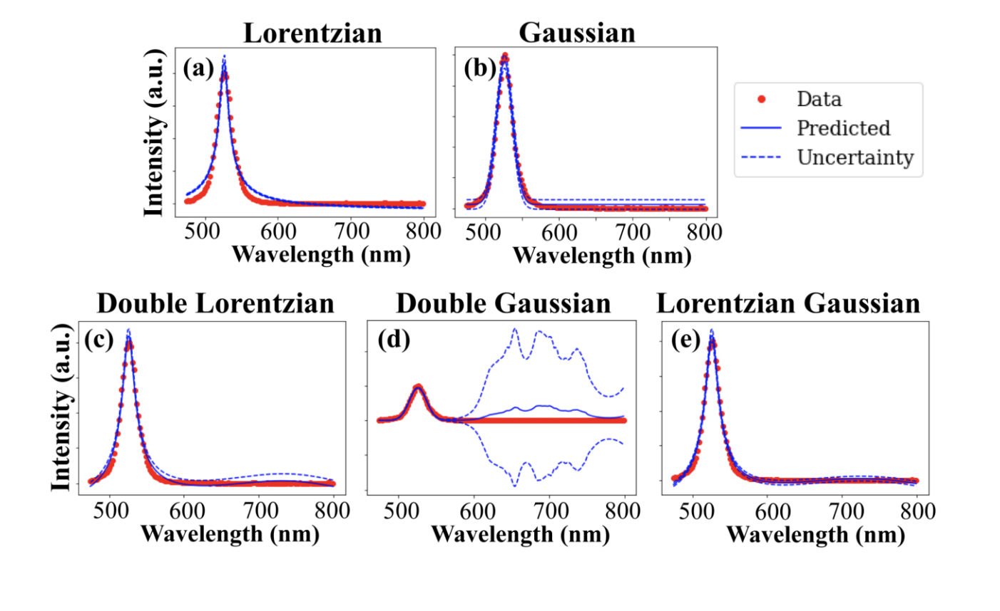 Lorentzian
Gaussian
(a)
(b)
Intensity (a.u.)
Data
Predicted
Uncertainty
500 600 700 800
500 600 700 800
Wavelength (nm)
Wavelength (nm)
Double Lorentzian
Double Gaussian
Lorentzian Gaussian
(c)
(d)
(e)
Intensity (a.u.)
500 600 700 800
500 600 700 800
500 600 700 800
Wavelength (nm)
Wavelength (nm)
Wavelength (nm)